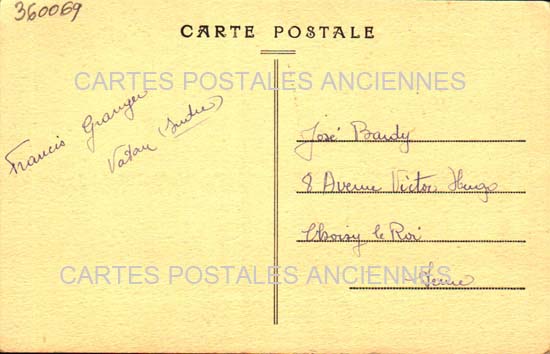 360069
CARTE POSTALE
CARTES POSTALES ANCIENNES
Francis Granger
Vatan (Indre)
José Bardy
8 Avenue Victor Hugo
Choisy le Roi
Seine
CARTES POSTALES ANCIENNES